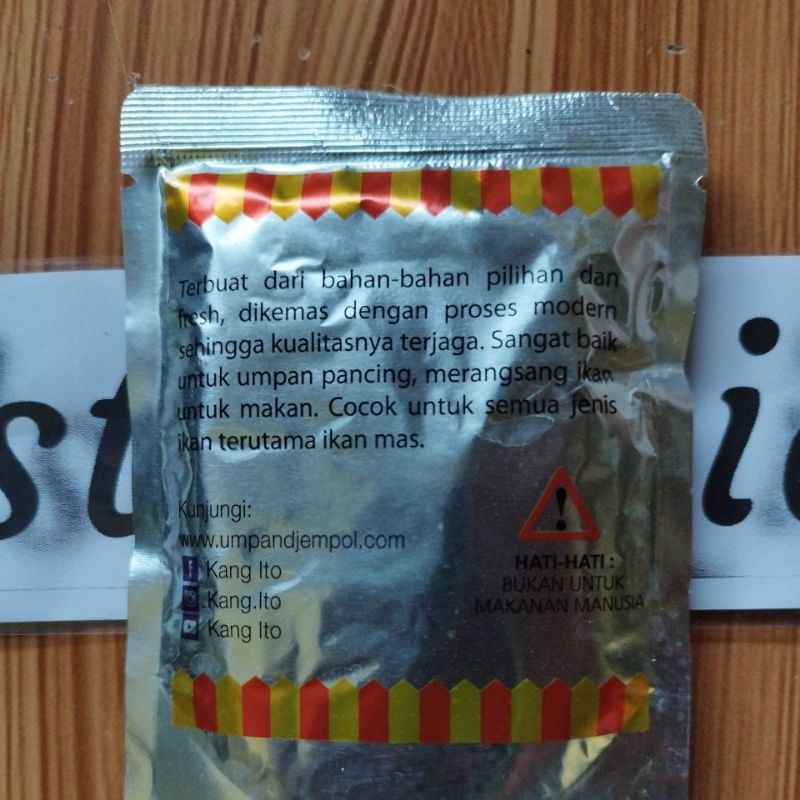 Terbuat dari bahan-bahan pilihan dan
fresh, dikemas dengan proses modern
sehingga kualitasnya terjaga. Sangat baik
untuk umpan pancing, merangsang ikan
untuk makan. Cocok untuk semua jenis
ikan terutama ikan mas.
Kunjungi:
www.umpandjempol.com
Kang Ito
Kang.Ito
Kang Ito
HATI-HATI :
BUKAN UNTUK
MAKANAN MANUSIA